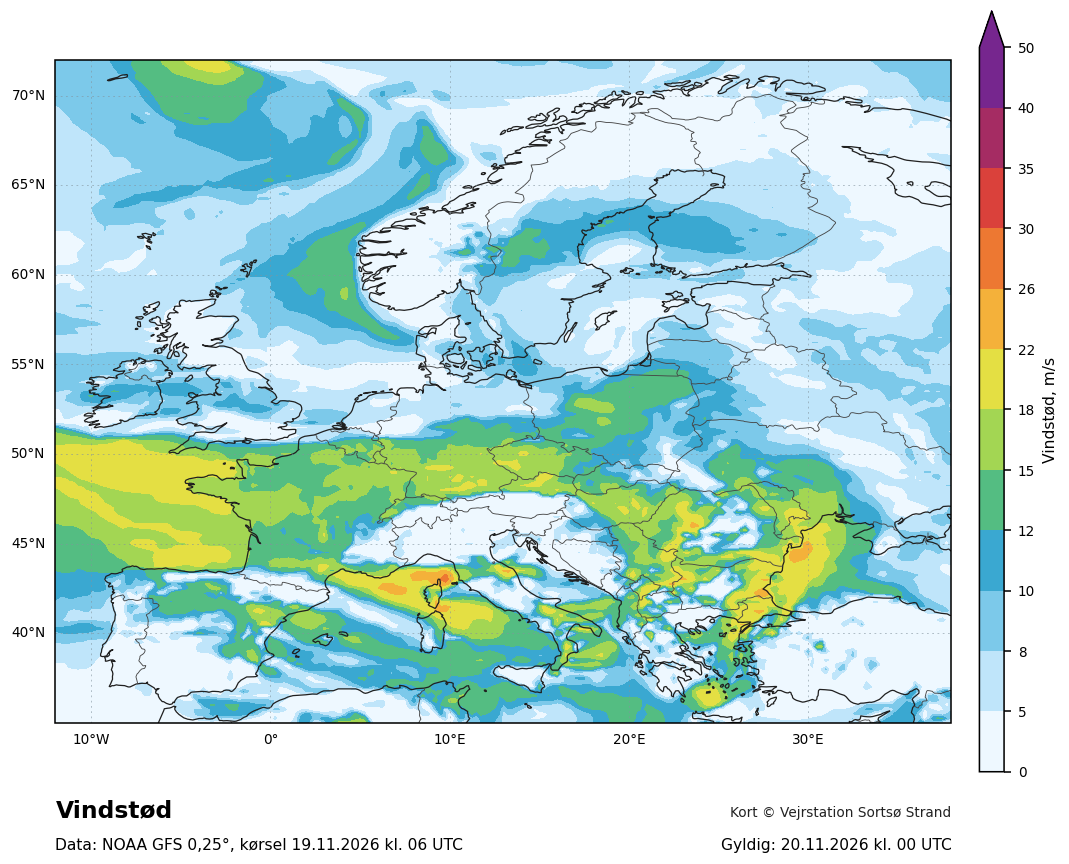 50
40
35
30
26
22
18
15
12
10
8
5
0
Vindstød, m/s
70°N
65°N
60°N
55°N
50°N
45°N
40°N
10°W
0°
10°E
20°E
30°E
Vindstød
Kort © Vejrstation Sortsø Strand
Data: NOAA GFS 0,25°, kørsel 19.11.2026 kl. 06 UTC
Gyldig: 20.11.2026 kl. 00 UTC